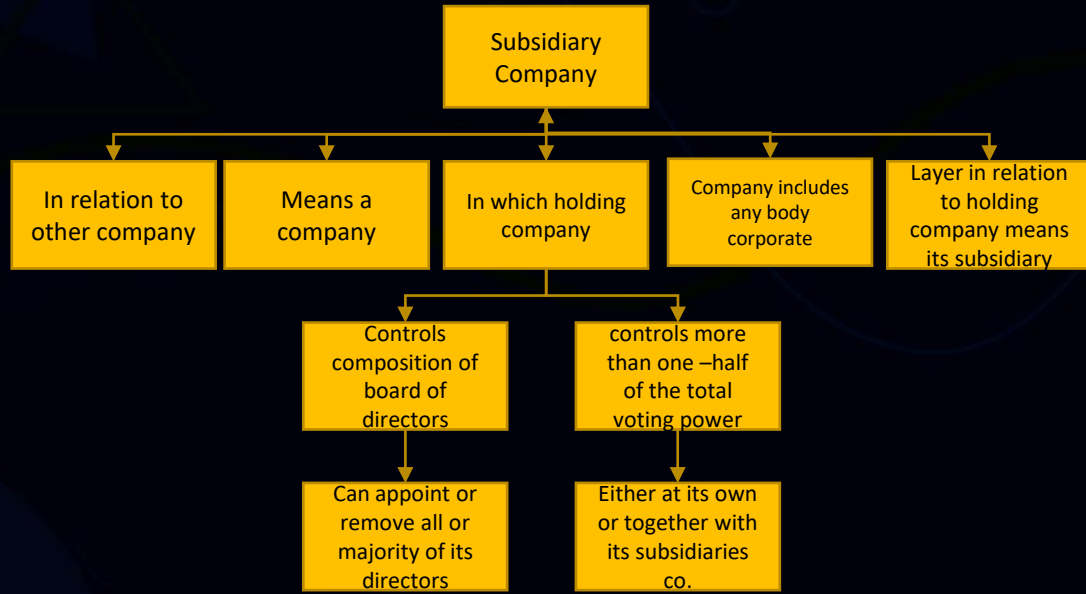 Subsidiary
Company
In relation to
other company
Means a
company
In which holding
company
Company includes
any body
corporate
Layer in relation
to holding
company means
its subsidiary
Controls
composition of
board of
directors
controls more
than one –half
of the total
voting power
Can appoint or
remove all or
majority of its
directors
Either at its own
or together with
its subsidiaries
co.